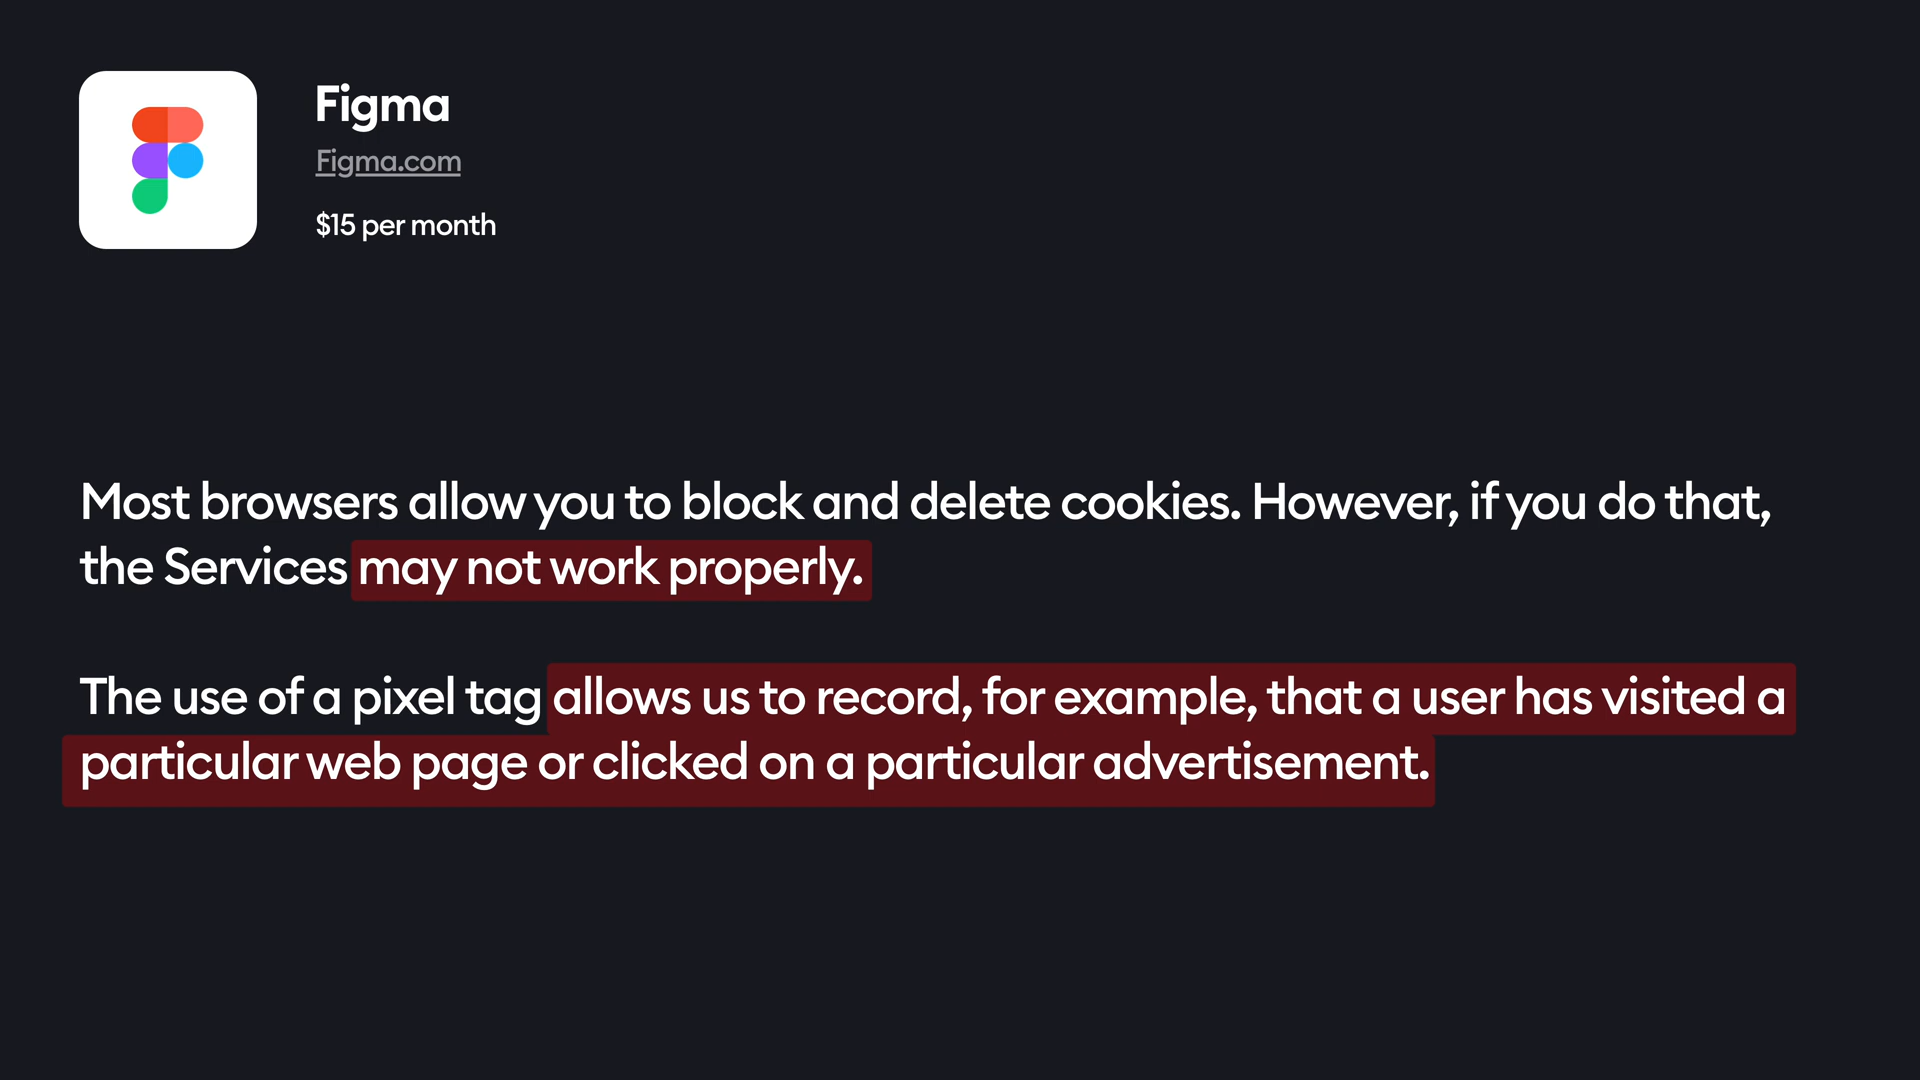 Figma
Figma.com
$15 per month
Most browsers allow you to block and delete cookies. However, if you do that,
the Services may not work properly.
The use of a pixel tag allows us to record, for example, that a user has visited a
particular web page or clicked on a particular advertisement.